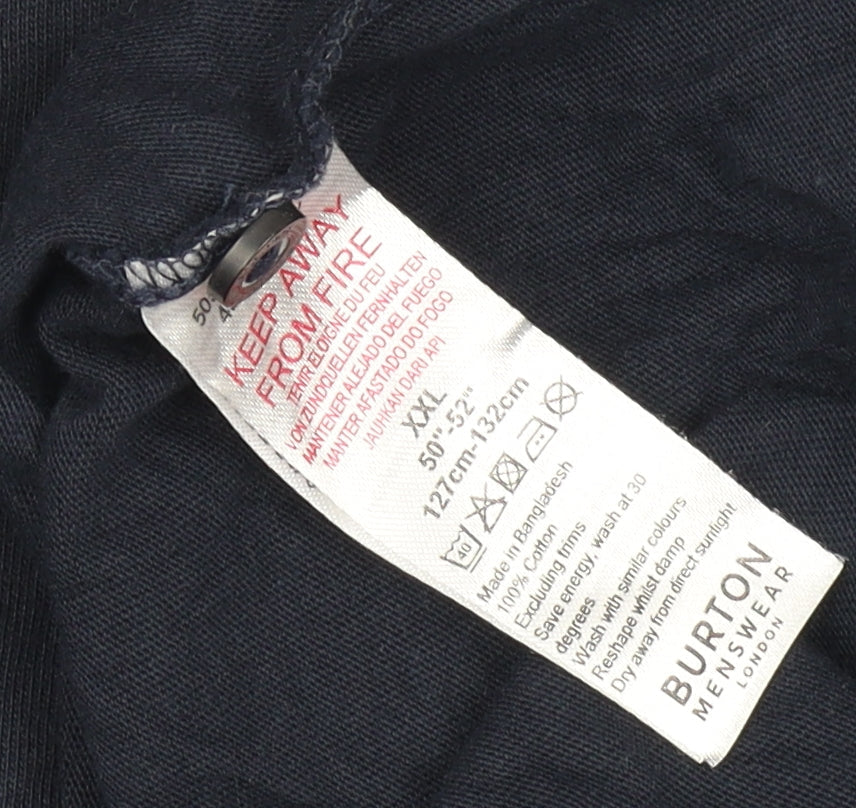 KEEP AWAY
FROM FIRE
TENIR ELOIGNE DU FEU
VON ZUNDQUELLEN FERNHALTEN
MANTENER ALEJADO DEL FUEGO
MANTER AFASTADO DO FOGO
JAUHKAN DARI API
XXL
50"-52"
127cm-132cm
40
Made in Bangladesh
100% Cotton
Excluding trims
Save energy, wash at 30
degrees
Wash with similar colours
Reshape whilst damp
Dry away from direct sunlight
BURTON
MENSWEAR
LONDON